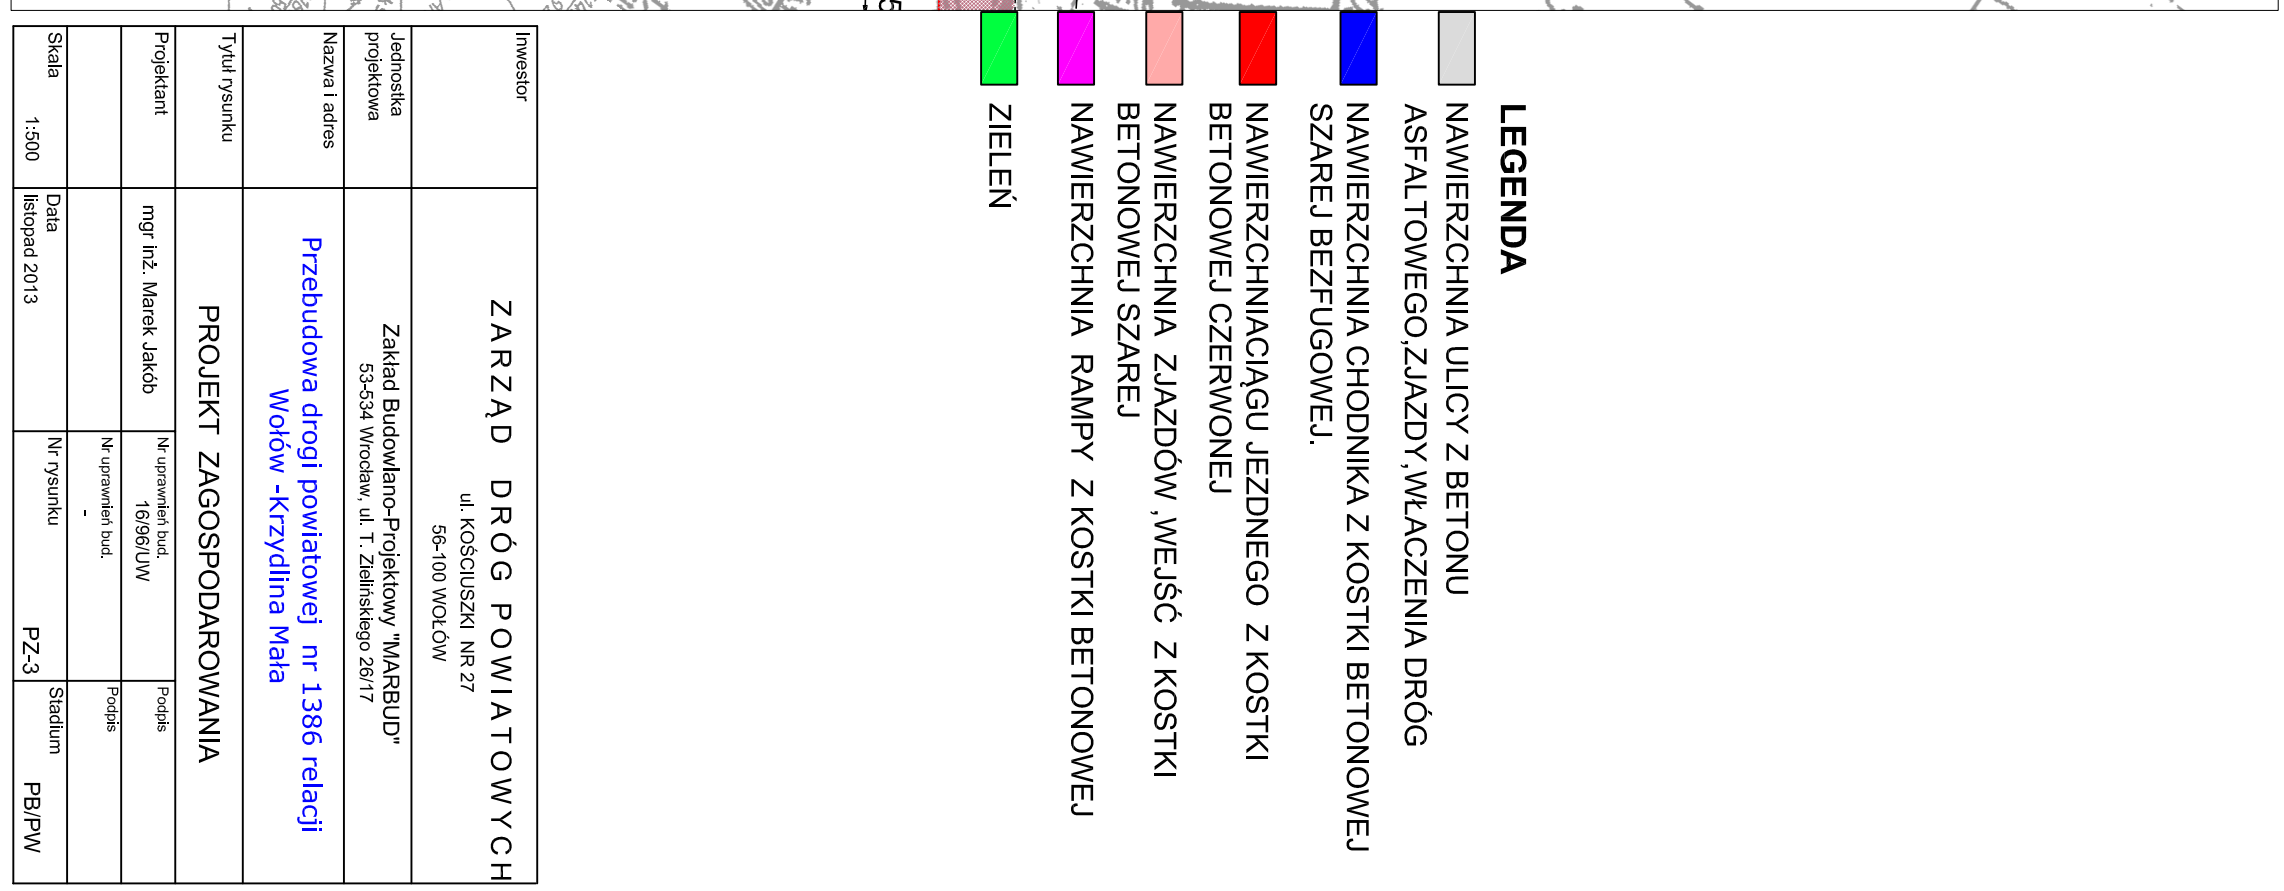 LEGENDA
NAWIERZCHNIA ULICY Z BETONU
ASFALTOWEGO,ZJAZDY,WŁACZENIA DRÓG
NAWIERZCHNIA CHODNIKA Z KOSTKI BETONOWEJ
SZAREJ BEZFUGOWEJ.
NAWIERZCHNIACIĄGU JEZDNEGO Z KOSTKI
BETONOWEJ CZERWONEJ
NAWIERZCHNIA ZJAZDÓW ,WEJŚĆ Z KOSTKI
BETONOWEJ SZAREJ
NAWIERZCHNIA RAMPY Z KOSTKI BETONOWEJ
ZIELEŃ
5
Inwestor
ZARZĄD DRÓG POWIATOWYCH
ul. KOŚCIUSZKI NR 27
56-100 WOŁÓW
Jednostka
projektowa
Zakład Budowlano-Projektowy "MARBUD"
53-534 Wrocław, ul. T. Zielińskiego 26/17
Nazwa i adres
Przebudowa drogi powiatowej nr 1386 relacji
Wołów -Krzydlina Mała
Tytuł rysunku
PROJEKT ZAGOSPODAROWANIA
Projektant
mgr inż. Marek Jakób
Nr uprawnień bud.
16/96/UW
Podpis
Nr uprawnień bud.
-
Podpis
Skala
1:500
Data
listopad 2013
Nr rysunku
PZ-3
Stadium
PB/PW